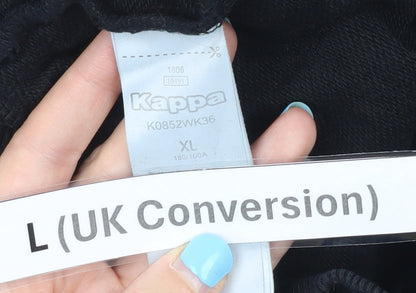 1806
Kappa
K0852WK36
XL
180/100A
L (UK Conversion)